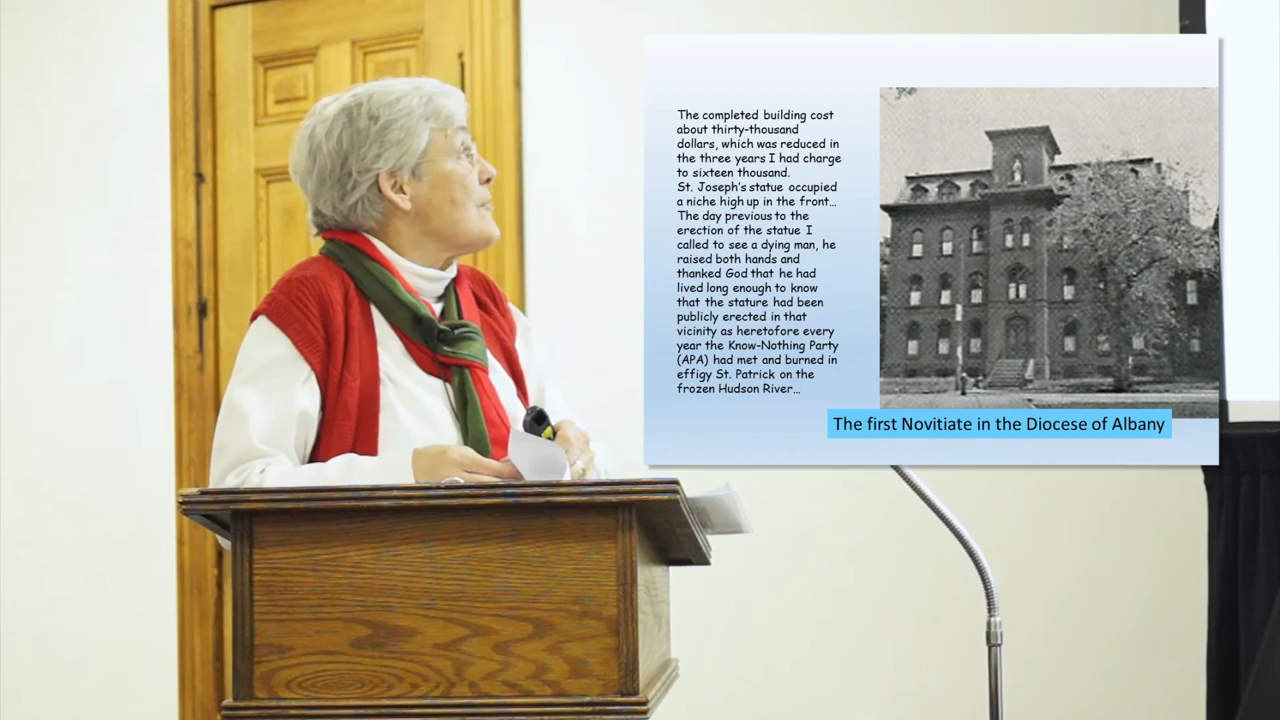 The completed building cost
about thirty-thousand
dollars, which was reduced in
the three years I had charge
to sixteen thousand.
St. Joseph's statue occupied
a niche high up in the front...
The day previous to the
erection of the statue I
called to see a dying man, he
raised both hands and
thanked God that he had
lived long enough to know
that the stature had been
publicly erected in that
vicinity as heretofore every
year the Know-Nothing Party
(APA) had met and burned in
effigy St. Patrick on the
frozen Hudson River...
The first Novitiate in the Diocese of Albany